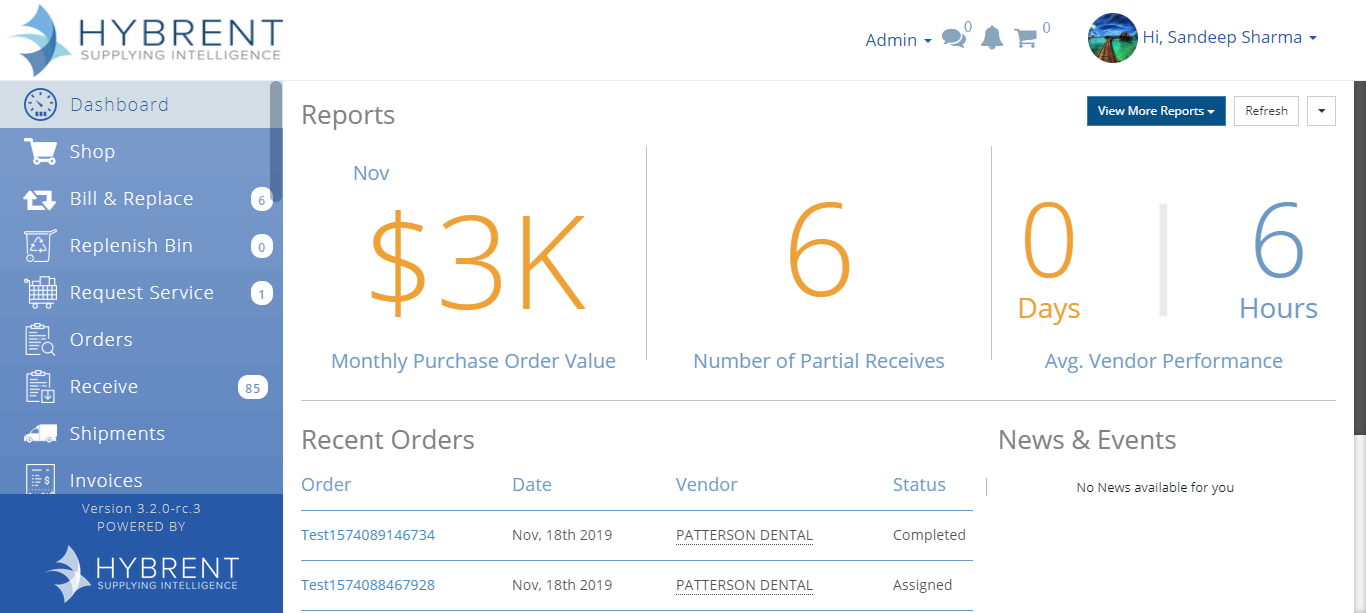 HYBRENT
SUPPLYING INTELLIGENCE
Admin
0
0
Hi, Sandeep Sharma
Dashboard
Shop
Bill & Replace 6
Replenish Bin 0
Request Service 1
Orders
Receive 85
Shipments
Invoices
Version 3.2.0-rc.3
POWERED BY
HYBRENT
SUPPLYING INTELLIGENCE
Reports
View More Reports
Refresh
Nov
$3K
Monthly Purchase Order Value
6
Number of Partial Receives
0 6
Days Hours
Avg. Vendor Performance
Recent Orders
Order Date Vendor Status
Test1574089146734 Nov, 18th 2019 PATTERSON DENTAL Completed
Test1574088467928 Nov, 18th 2019 PATTERSON DENTAL Assigned
News & Events
No News available for you